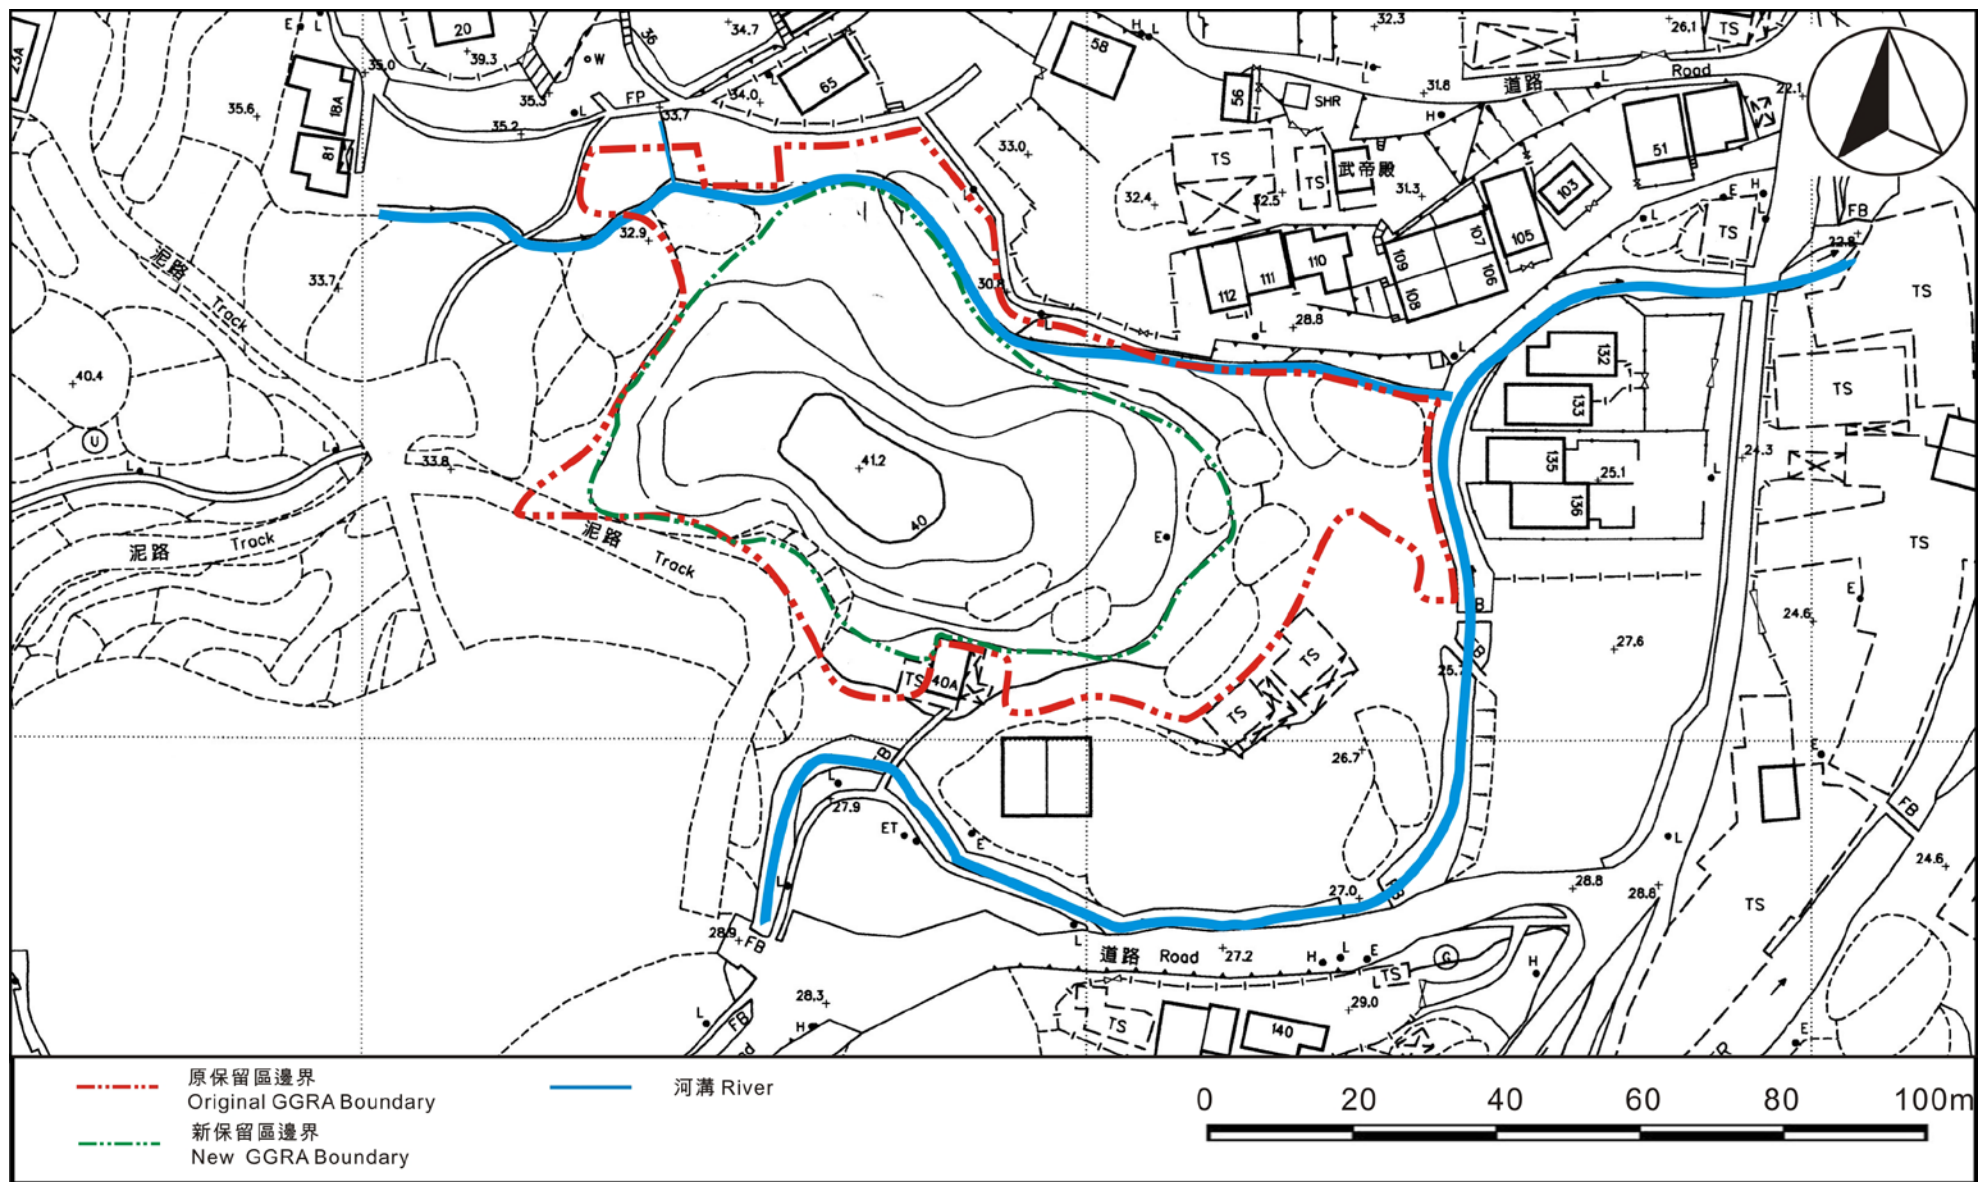 E L
20
39.3
34.7
36
W
35.0
23A
18A
35.6
81
35.3
L
FP
33.7
35.2
34.0
L
65
58
H L
32.3
26.1
TS
道路 Road
L
L
31.8
H
22.1
56
SHR
33.0
TS
TS
武帝殿
31.3
32.4
32.5
51
103
E H
L
L
TS
FB
22.8
TS
105
107
106
109
108
110
111
112
28.8
L
L
L
30.8
32.9
33.7
泥路 Track
40.4
U
L
L
33.8
泥路 Track
泥路 Track
41.2
40
E
132
133
135
136
25.1
L
24.3
TS
TS
E
24.6
27.6
B
B
TS
40A
TS
TS
26.7
B
L
27.9
ET
E
L
28.9
FB
L
道路 Road
27.2
27.0
FB
28.8
28.6
L
E
FB
24.6
TS
H L E
TS
G
H
29.0
28.3
H
L
FB
TS
140
E
原保留區邊界
Original GGRA Boundary
新保留區邊界
New GGRA Boundary
河溝 River
0 20 40 60 80 100m